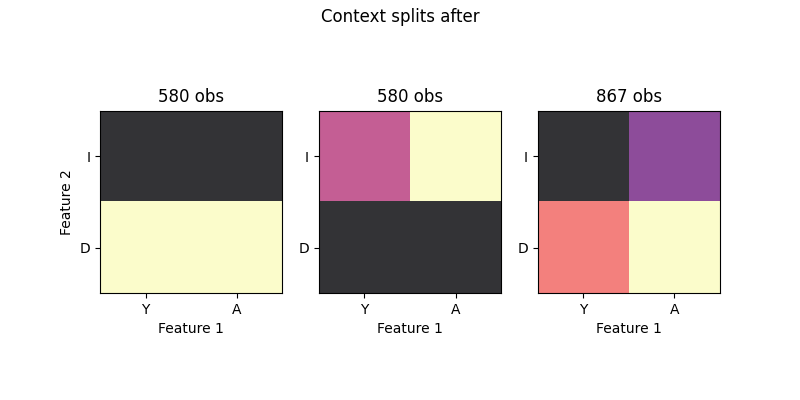 Context splits after
580 obs
580 obs
867 obs
Feature 2
I
D
I
D
I
D
Y
A
Y
A
Y
A
Feature 1
Feature 1
Feature 1